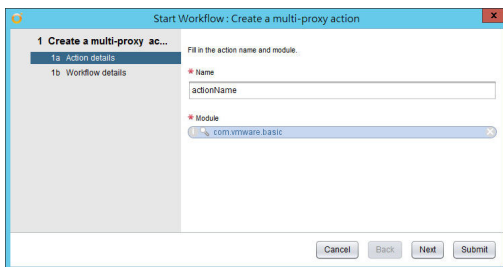 Start Workflow : Create a multi-proxy action
x
1 Create a multi-proxy ac...
1a Action details
1b Workflow details
Fill in the action name and module.
* Name
actionName
* Module
com.vmware.basic
Cancel
Back
Next
Submit